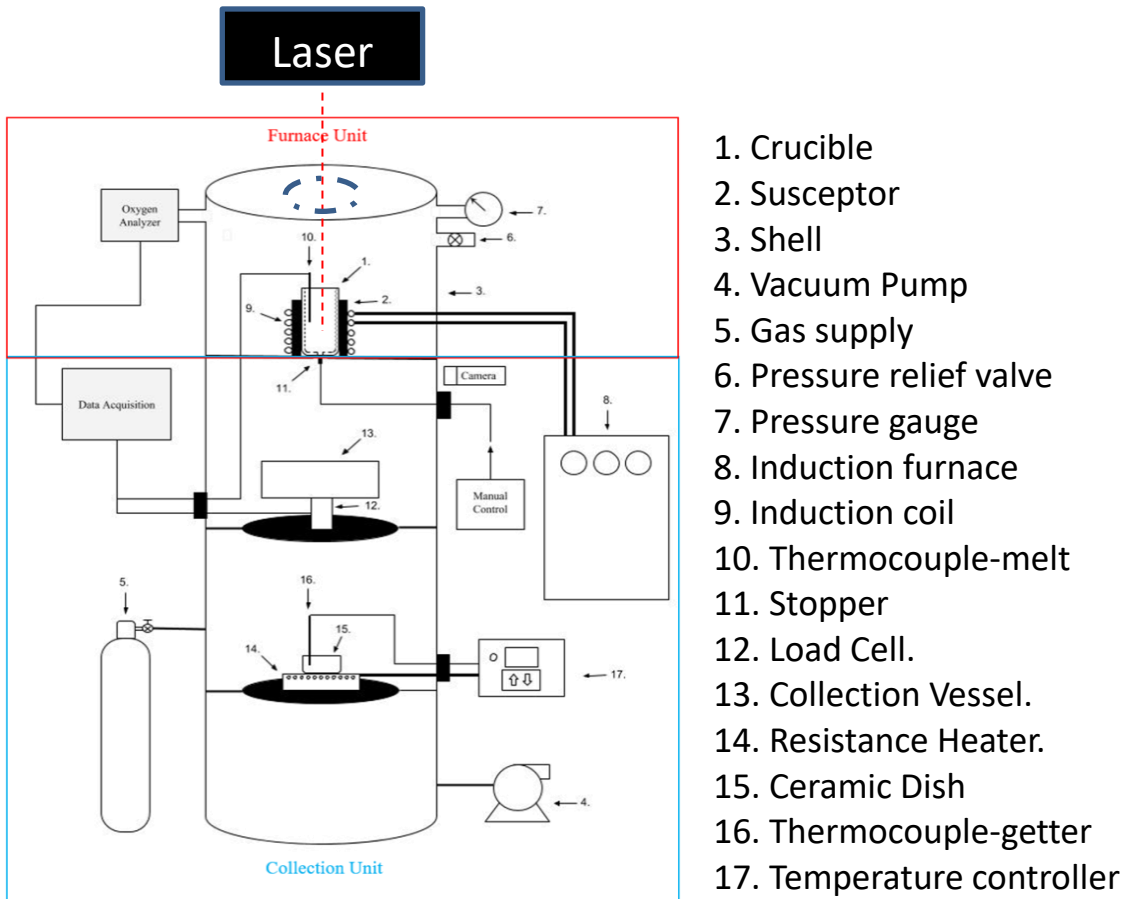 Laser
Furnace Unit
Oxygen
Analyzer
7.
6.
10.
1.
3.
2.
9.
11.
Camera
Data Acquisition
8.
13.
12.
Manual
Control
5.
16.
15.
14.
17.
4.
Collection Unit
1. Crucible
2. Susceptor
3. Shell
4. Vacuum Pump
5. Gas supply
6. Pressure relief valve
7. Pressure gauge
8. Induction furnace
9. Induction coil
10. Thermocouple-melt
11. Stopper
12. Load Cell.
13. Collection Vessel.
14. Resistance Heater.
15. Ceramic Dish
16. Thermocouple-getter
17. Temperature controller